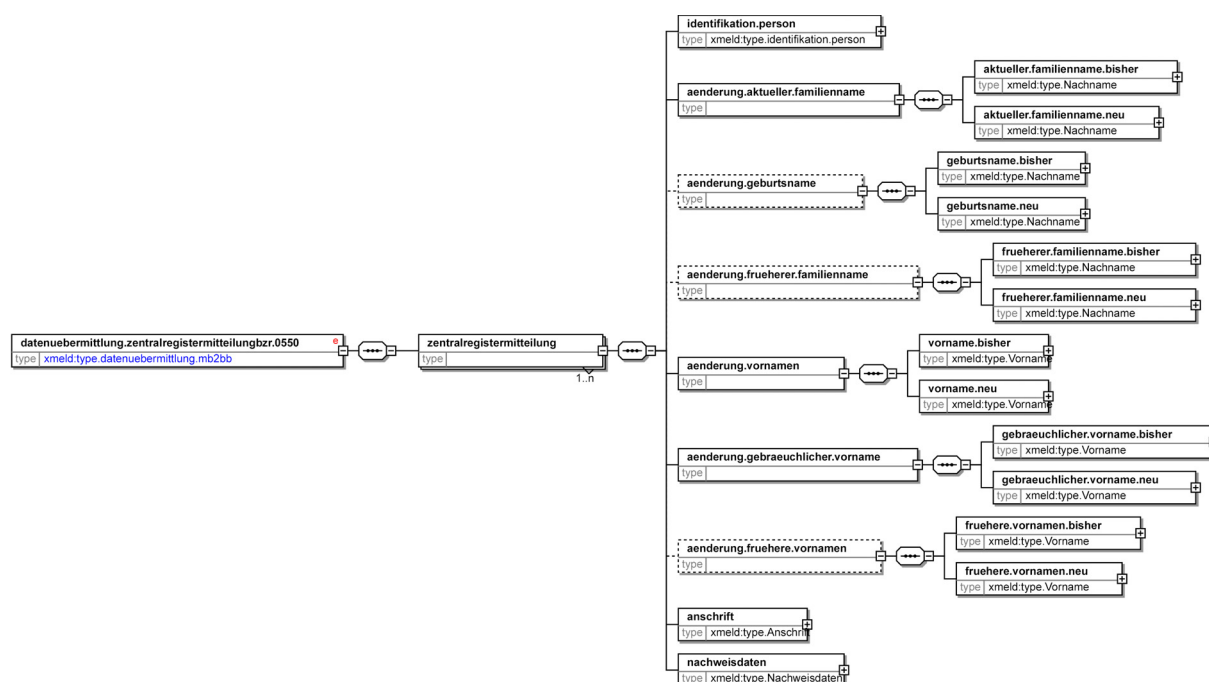 identifikation.person
type xmeld:type.identifikation.person
aktueller.familienname.bisher
type xmeld:type.Nachname
aenderung.aktueller.familienname
type
aktueller.familienname.neu
type xmeld:type.Nachname
geburtsname.bisher
type xmeld:type.Nachname
aenderung.geburtsname
type
geburtsname.neu
type xmeld:type.Nachname
frueherer.familienname.bisher
type xmeld:type.Nachname
aenderung.frueherer.familienname
type
frueherer.familienname.neu
type xmeld:type.Nachname
datenuebermittlung.zentralregistermitteilungbzr.0550 e
type xmeld:type.datenuebermittlung.mb2bb
zentralregistermitteilung
type
1..n
vorname.bisher
type xmeld:type.Vorname
aenderung.vornamen
type
vorname.neu
type xmeld:type.Vorname
gebraeuchlicher.vorname.bisher
type xmeld:type.Vorname
aenderung.gebraeuchlicher.vorname
type
gebraeuchlicher.vorname.neu
type xmeld:type.Vorname
fruehere.vornamen.bisher
type xmeld:type.Vorname
aenderung.fruehere.vornamen
type
fruehere.vornamen.neu
type xmeld:type.Vorname
anschrift
type xmeld:type.Anschrift
nachweisdaten
type xmeld:type.Nachweisdaten